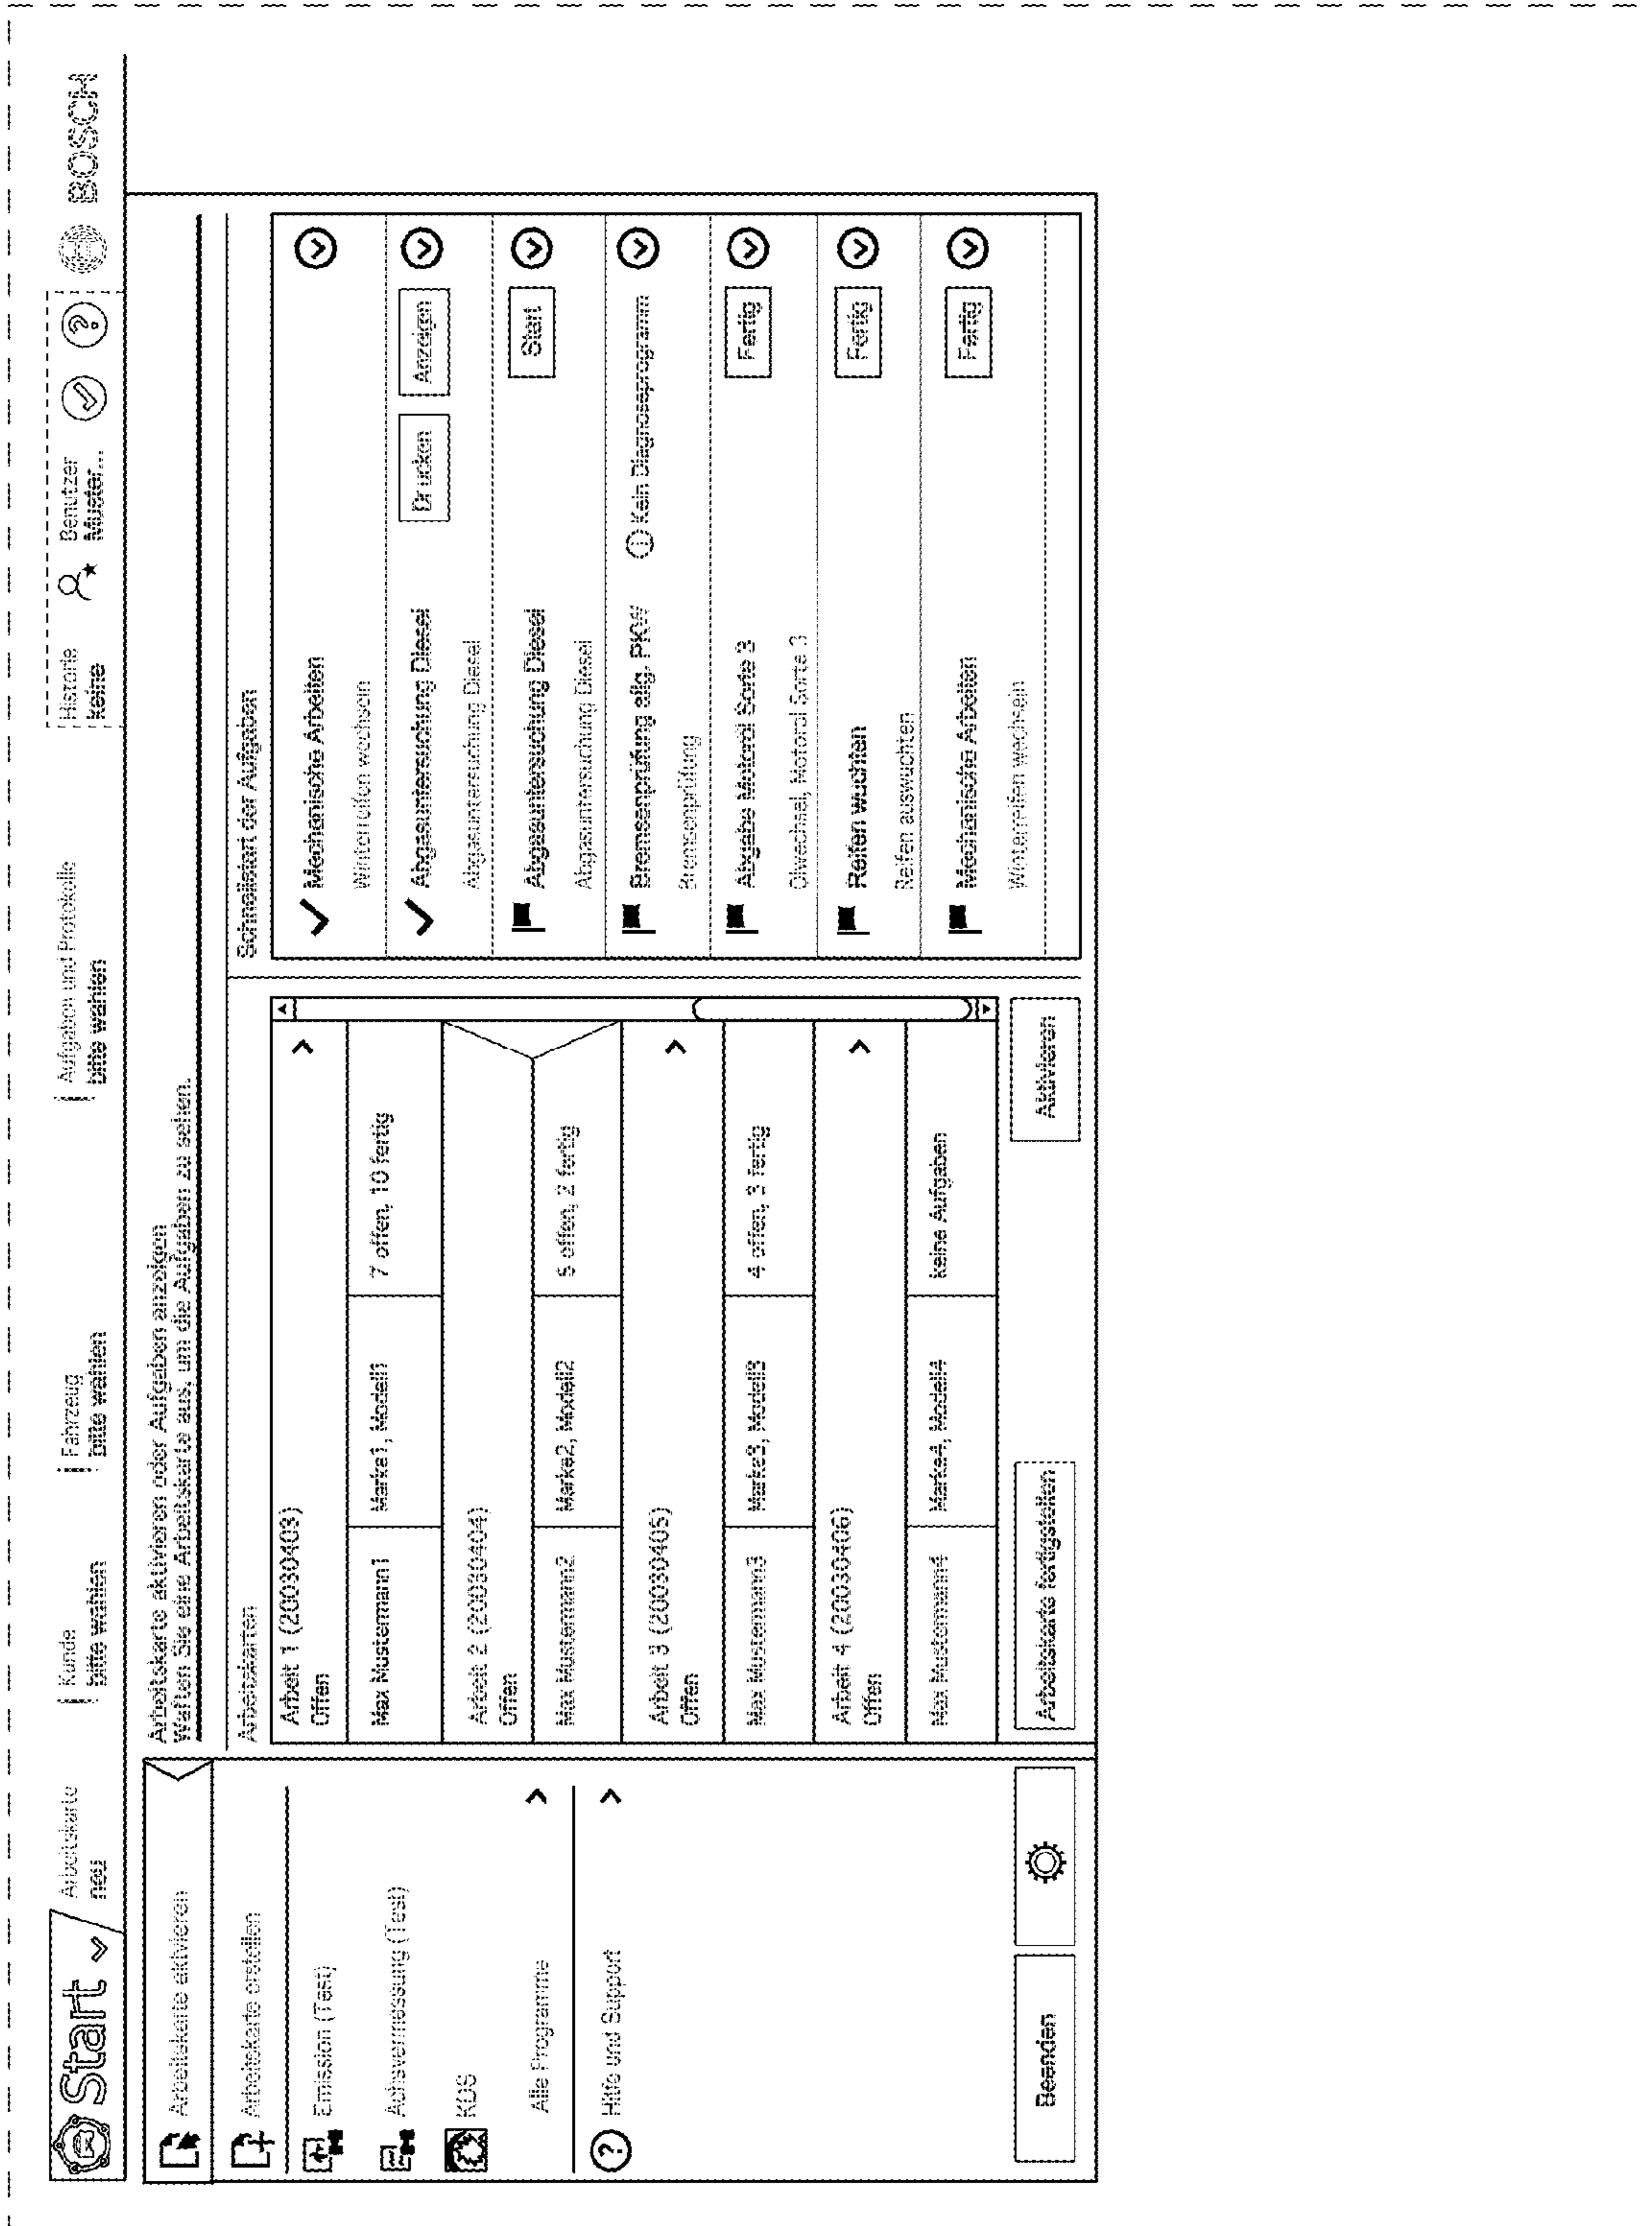 Start
Arbeitskarte
neu
Kunde
bitte wählen
Fahrzeug
bitte wählen
Aufgaben und Protokolle
bitte wählen
Historie
keine
Benutzer
Muster...
BOSCH
Arbeitskarte aktivieren
Arbeitskarte erstellen
Emission (Test)
Achsvermessung (Test)
KDS
Alle Programme
Hilfe und Support
Beenden
Arbeitskarte aktivieren oder Aufgaben anzeigen
Wählen Sie eine Arbeitskarte aus, um die Aufgaben zu sehen.
Arbeitskarten
Arbeit 1 (20030403)
Offen
Max Mustermann1 Marke1, Modell1 7 offen, 10 fertig
Arbeit 2 (20030404)
Offen
Max Mustermann2 Marke2, Modell2 5 offen, 2 fertig
Arbeit 3 (20030405)
Offen
Max Mustermann3 Marke3, Modell3 4 offen, 3 fertig
Arbeit 4 (20030406)
Offen
Max Mustermann4 Marke4, Modell4 keine Aufgaben
Arbeitskarte fertigstellen
Aktivieren
Schnellstart der Aufgaben
Mechanische Arbeiten
Winterreifen wechseln
Abgasuntersuchung Diesel Drucken Anzeigen
Abgasuntersuchung Diesel
Abgasuntersuchung Diesel Start
Abgasuntersuchung Diesel
Bremsenprüfung allg. PKW Kein Diagnoseprogramm
Bremsenprüfung
Abgabe Motoröl Sorte 3 Fertig
Ölwechsel, Motoröl Sorte 3
Reifen wuchten Fertig
Reifen auswuchten
Mechanische Arbeiten Fertig
Winterreifen wechseln